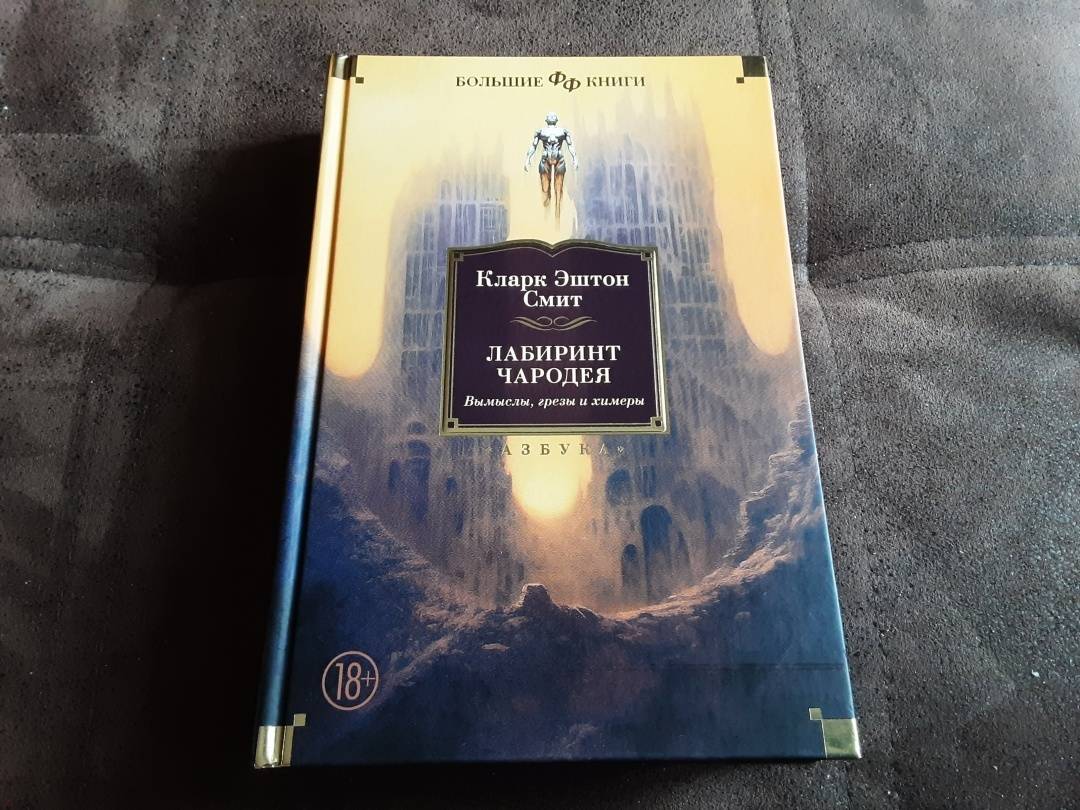 БОЛЬШИЕ ФФ КНИГИ
Кларк Эштон
Смит
ЛАБИРИНТ
ЧАРОДЕЯ
Вымыслы, грезы и химеры
«АЗБУКА»
18+